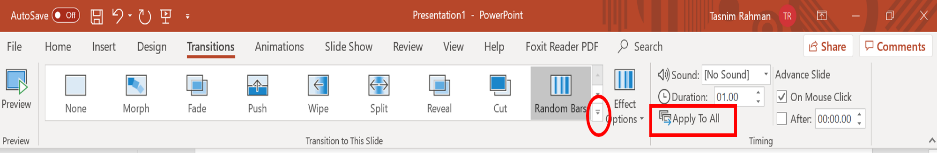 AutoSave Off Presentation1 - PowerPoint Tasnim Rahman TR
File Home Insert Design Transitions Animations Slide Show Review View Help Foxit Reader PDF Search Share Comments
Preview
None Morph Fade Push Wipe Split Reveal Cut Random Bars
Effect
Options
Sound: [No Sound]
Duration: 01.00
Apply To All
Advance Slide
On Mouse Click
After: 00:00.00
Preview Transition to This Slide Timing